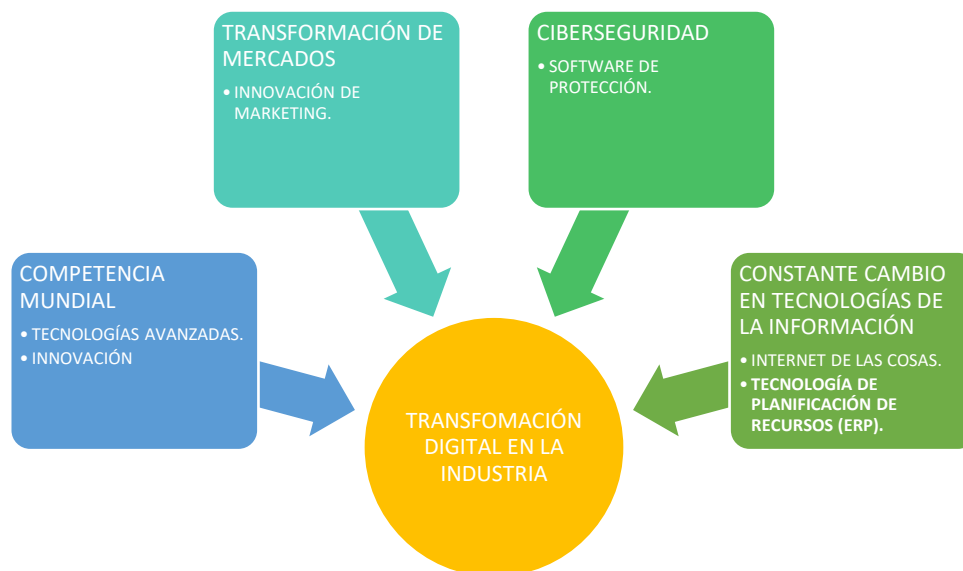 TRANSFORMACIÓN DE
MERCADOS
• INNOVACIÓN DE
MARKETING.
CIBERSEGURIDAD
• SOFTWARE DE
PROTECCIÓN.
COMPETENCIA
MUNDIAL
• TECNOLOGÍAS AVANZADAS.
• INNOVACIÓN
CONSTANTE CAMBIO
EN TECNOLOGÍAS DE
LA INFORMACIÓN
• INTERNET DE LAS COSAS.
• TECNOLOGÍA DE
PLANIFICACIÓN DE
RECURSOS (ERP).
TRANSFOMACIÓN
DIGITAL EN LA
INDUSTRIA